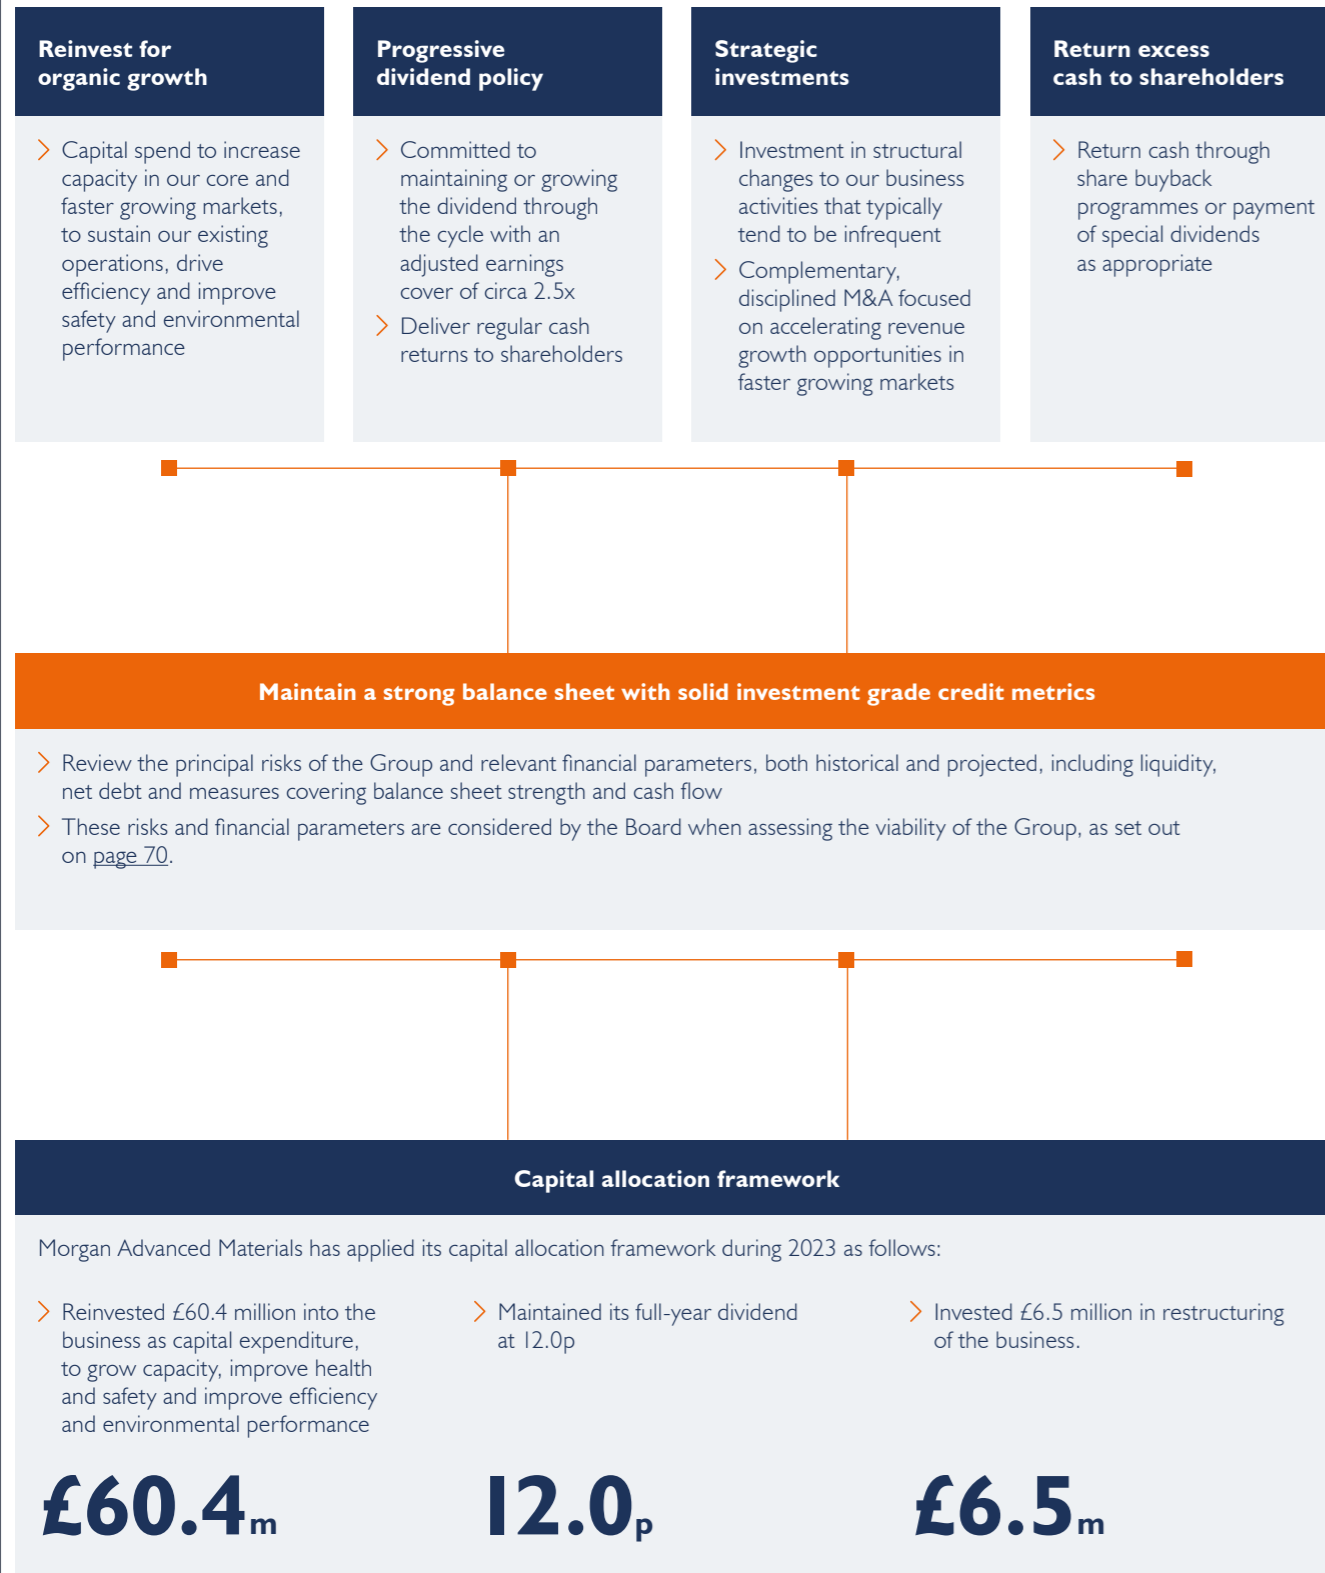 Reinvest for
organic growth
Capital spend to increase
capacity in our core and
faster growing markets,
to sustain our existing
operations, drive
efficiency and improve
safety and environmental
performance
Progressive
dividend policy
Committed to
maintaining or growing
the dividend through
the cycle with an
adjusted earnings
cover of circa 2.5x
Deliver regular cash
returns to shareholders
Strategic
investments
Investment in structural
changes to our business
activities that typically
tend to be infrequent
Complementary,
disciplined M&A focused
on accelerating revenue
growth opportunities in
faster growing markets
Return excess
cash to shareholders
Return cash through
share buyback
programmes or payment
of special dividends
as appropriate
Maintain a strong balance sheet with solid investment grade credit metrics
Review the principal risks of the Group and relevant financial parameters, both historical and projected, including liquidity,
net debt and measures covering balance sheet strength and cash flow
These risks and financial parameters are considered by the Board when assessing the viability of the Group, as set out
on page 70.
Capital allocation framework
Morgan Advanced Materials has applied its capital allocation framework during 2023 as follows:
Reinvested £60.4 million into the
business as capital expenditure,
to grow capacity, improve health
and safety and improve efficiency
and environmental performance
£60.4m
Maintained its full-year dividend
at 12.0p
12.0p
Invested £6.5 million in restructuring
of the business.
£6.5m